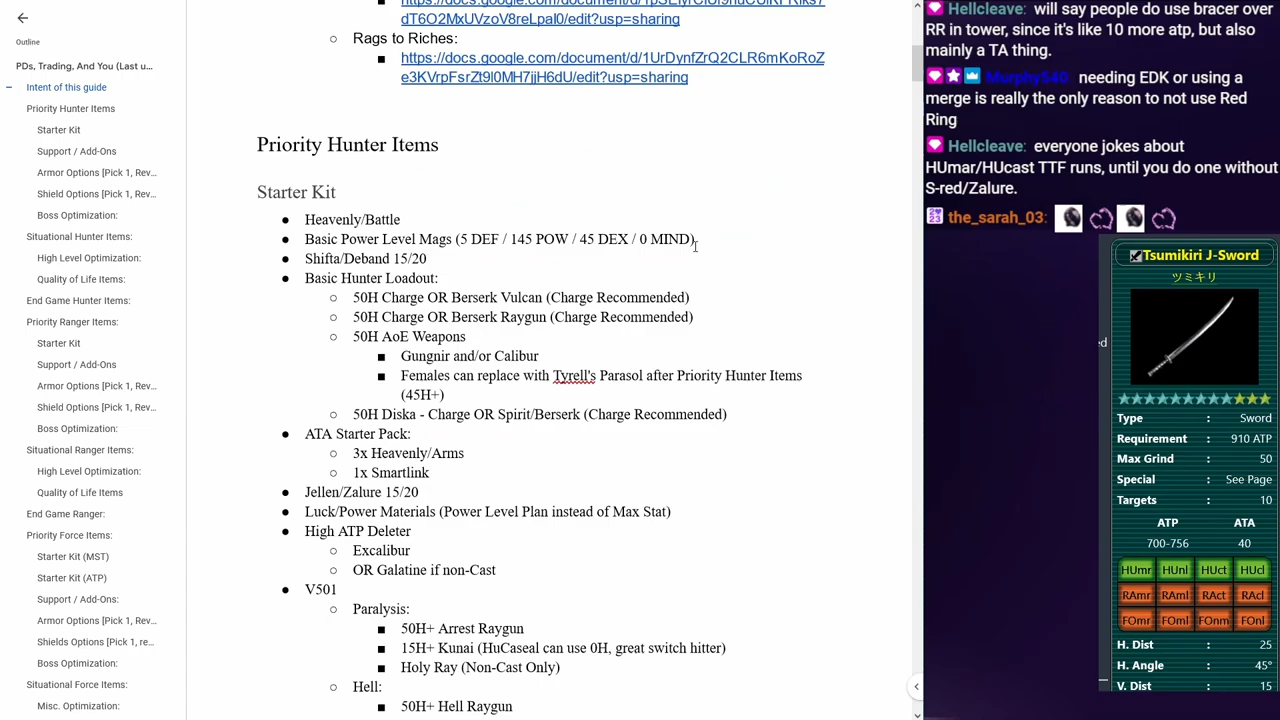 Outline
PDs, Trading, And You (Last u...
Intent of this guide
Priority Hunter Items
Starter Kit
Support / Add-Ons
Armor Options [Pick 1, Rev...
Shield Options [Pick 1, Rev...
Boss Optimization:
Situational Hunter Items:
High Level Optimization:
Quality of Life Items:
End Game Hunter Items:
Priority Ranger Items:
Starter Kit
Support / Add-Ons
Armor Options [Pick 1, Rev...
Shield Options [Pick 1, Rev...
Boss Optimization:
Situational Ranger Items:
High Level Optimization:
Quality of Life Items
End Game Ranger:
Priority Force Items:
Starter Kit (MST)
Starter Kit (ATP)
Support / Add-Ons:
Armor Options [Pick 1, Rev...
Shields Options [Pick 1, re...
Boss Optimization:
Situational Force Items:
Misc. Optimization:
dT6O2MxUVzoV8reLpaI0/edit?usp=sharing
○ Rags to Riches:
■ https://docs.google.com/document/d/1UrDynfZrQ2CLR6mKoRoZ
e3KVrpFsrZt9l0MH7jjH6dU/edit?usp=sharing
Priority Hunter Items
Starter Kit
● Heavenly/Battle
● Basic Power Level Mags (5 DEF / 145 POW / 45 DEX / 0 MIND)
● Shifta/Deband 15/20
● Basic Hunter Loadout:
○ 50H Charge OR Berserk Vulcan (Charge Recommended)
○ 50H Charge OR Berserk Raygun (Charge Recommended)
○ 50H AoE Weapons
■ Gungnir and/or Calibur
■ Females can replace with Tyrell's Parasol after Priority Hunter Items
(45H+)
○ 50H Diska - Charge OR Spirit/Berserk (Charge Recommended)
● ATA Starter Pack:
○ 3x Heavenly/Arms
○ 1x Smartlink
● Jellen/Zalure 15/20
● Luck/Power Materials (Power Level Plan instead of Max Stat)
● High ATP Deleter
○ Excalibur
○ OR Galatine if non-Cast
● V501
○ Paralysis:
■ 50H+ Arrest Raygun
■ 15H+ Kunai (HuCaseal can use 0H, great switch hitter)
■ Holy Ray (Non-Cast Only)
○ Hell:
■ 50H+ Hell Raygun
Hellcleave: will say people do use bracer over
RR in tower, since it's like 10 more atp, but also
mainly a TA thing.
Murphy540 needing EDK or using a
merge is really the only reason to not use Red
Ring
Hellcleave: everyone jokes about
HUmar/HUcast TTF runs, until you do one without
S-red/Zalure.
the_sarah_03:
ed
Tsumikiri J-Sword
ツミキリ
Type : Sword
Requirement : 910 ATP
Max Grind : 50
Special : See Page
Targets : 10
ATP ATA
700-756 40
HUmr HUnl HUct HUcl
RAmr RAml RAct RAcl
FOmr FOml FOnm FOnl
H. Dist : 25
H. Angle : 45°
V. Dist : 15